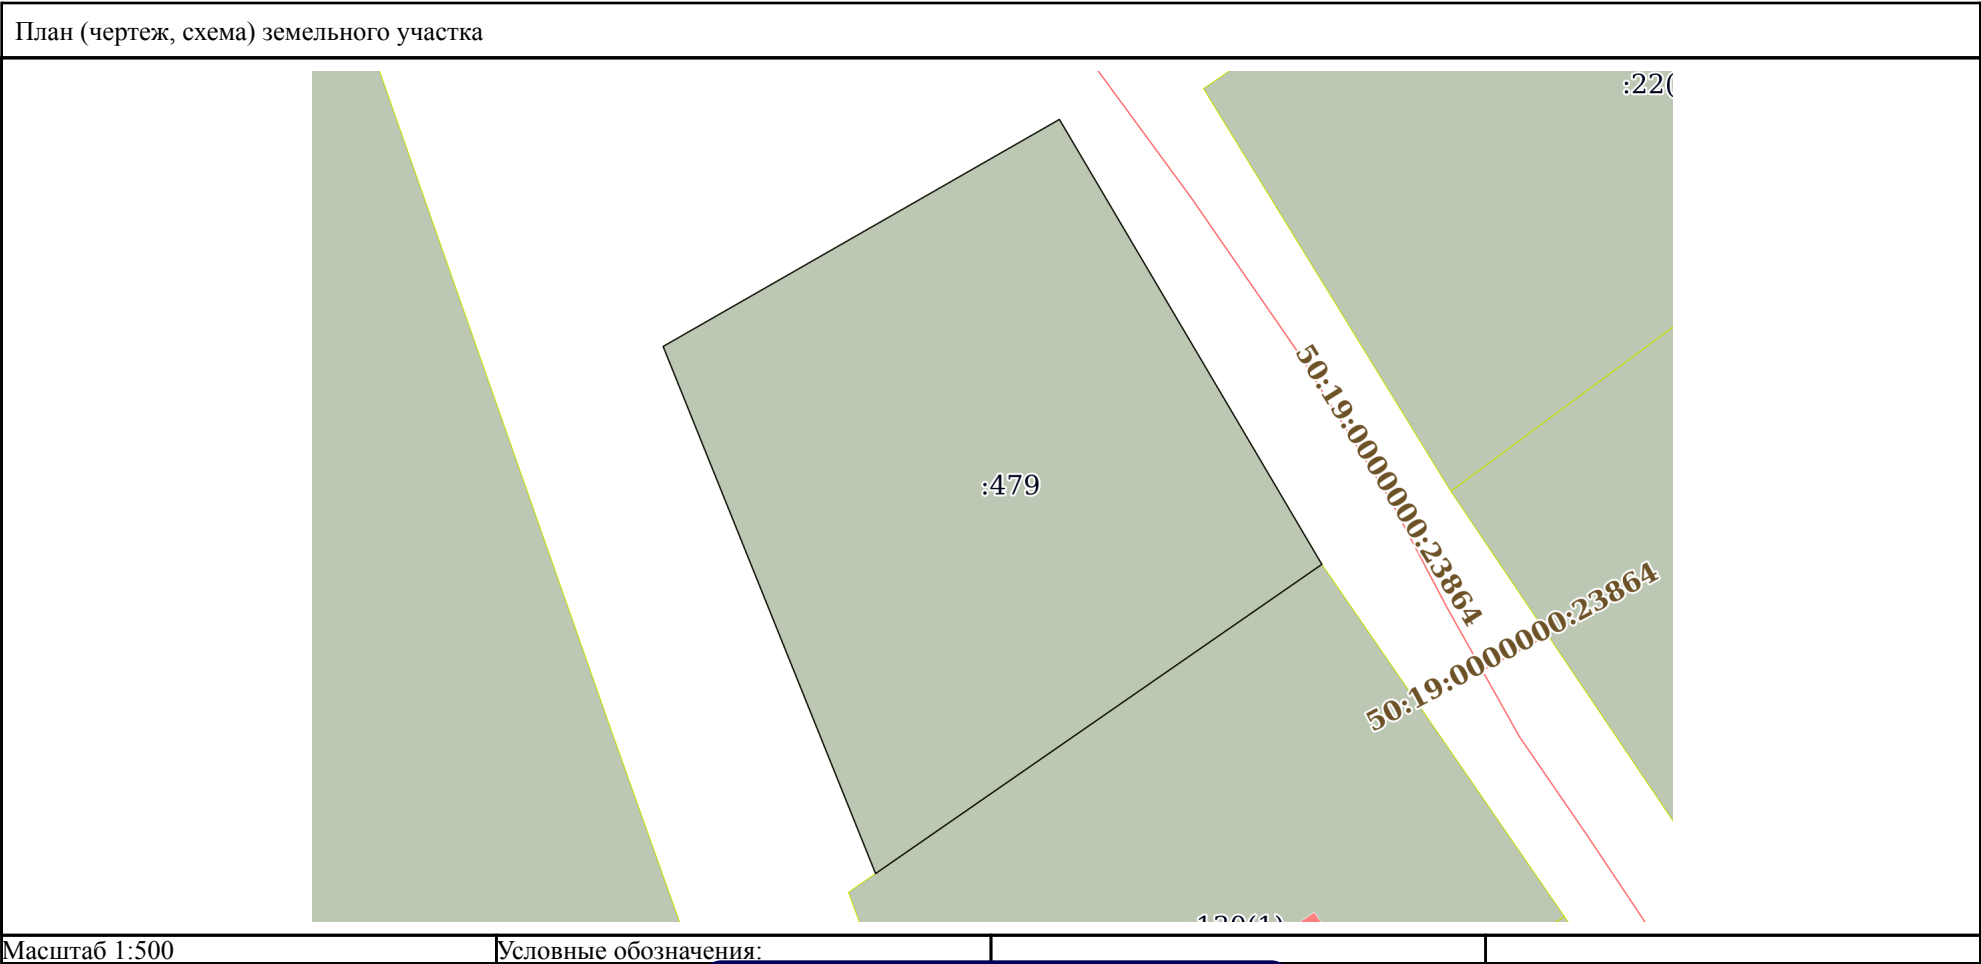 План (чертеж, схема) земельного участка
:22(
:479
50:19:0000000:23864
50:19:0000000:23864
Масштаб 1:500
Условные обозначения: